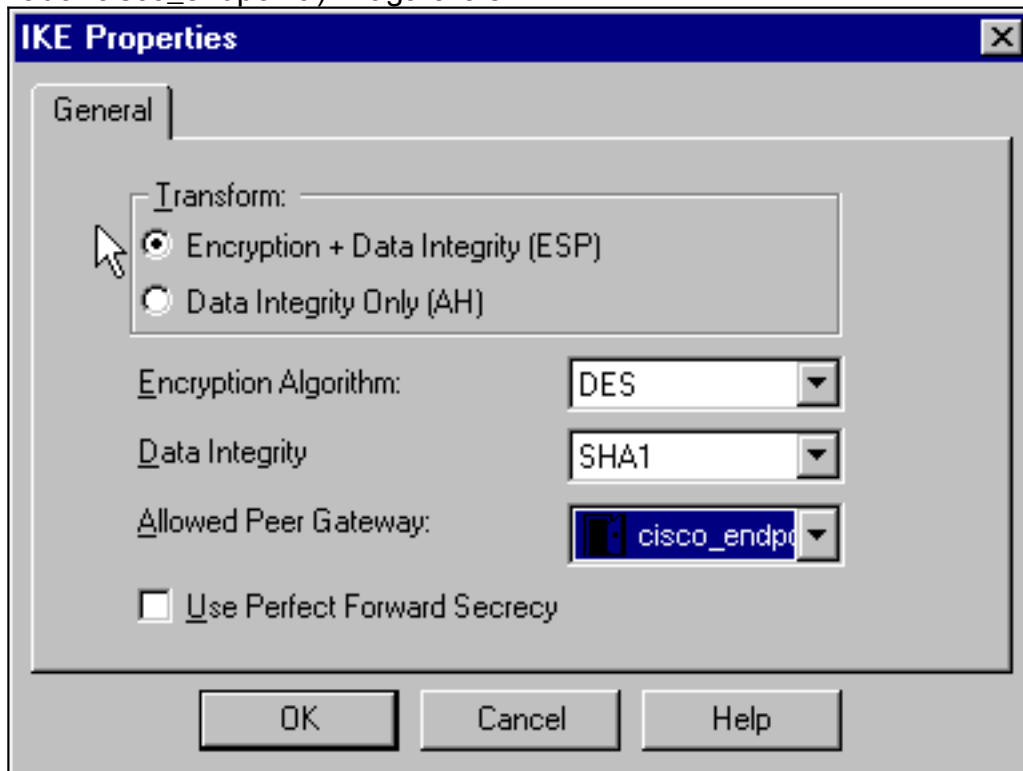 IKE Properties
General
Transform:
Encryption + Data Integrity (ESP)
Data Integrity Only (AH)
Encryption Algorithm: DES
Data Integrity SHA1
Allowed Peer Gateway: cisco_endpo
Use Perfect Forward Secrecy
OK Cancel Help